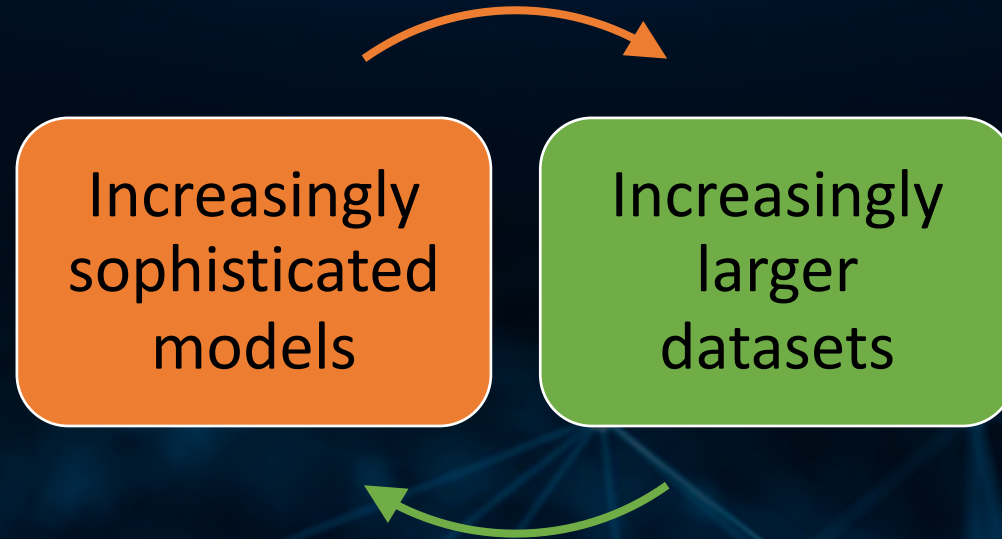 Increasingly
sophisticated
models
Increasingly
larger
datasets